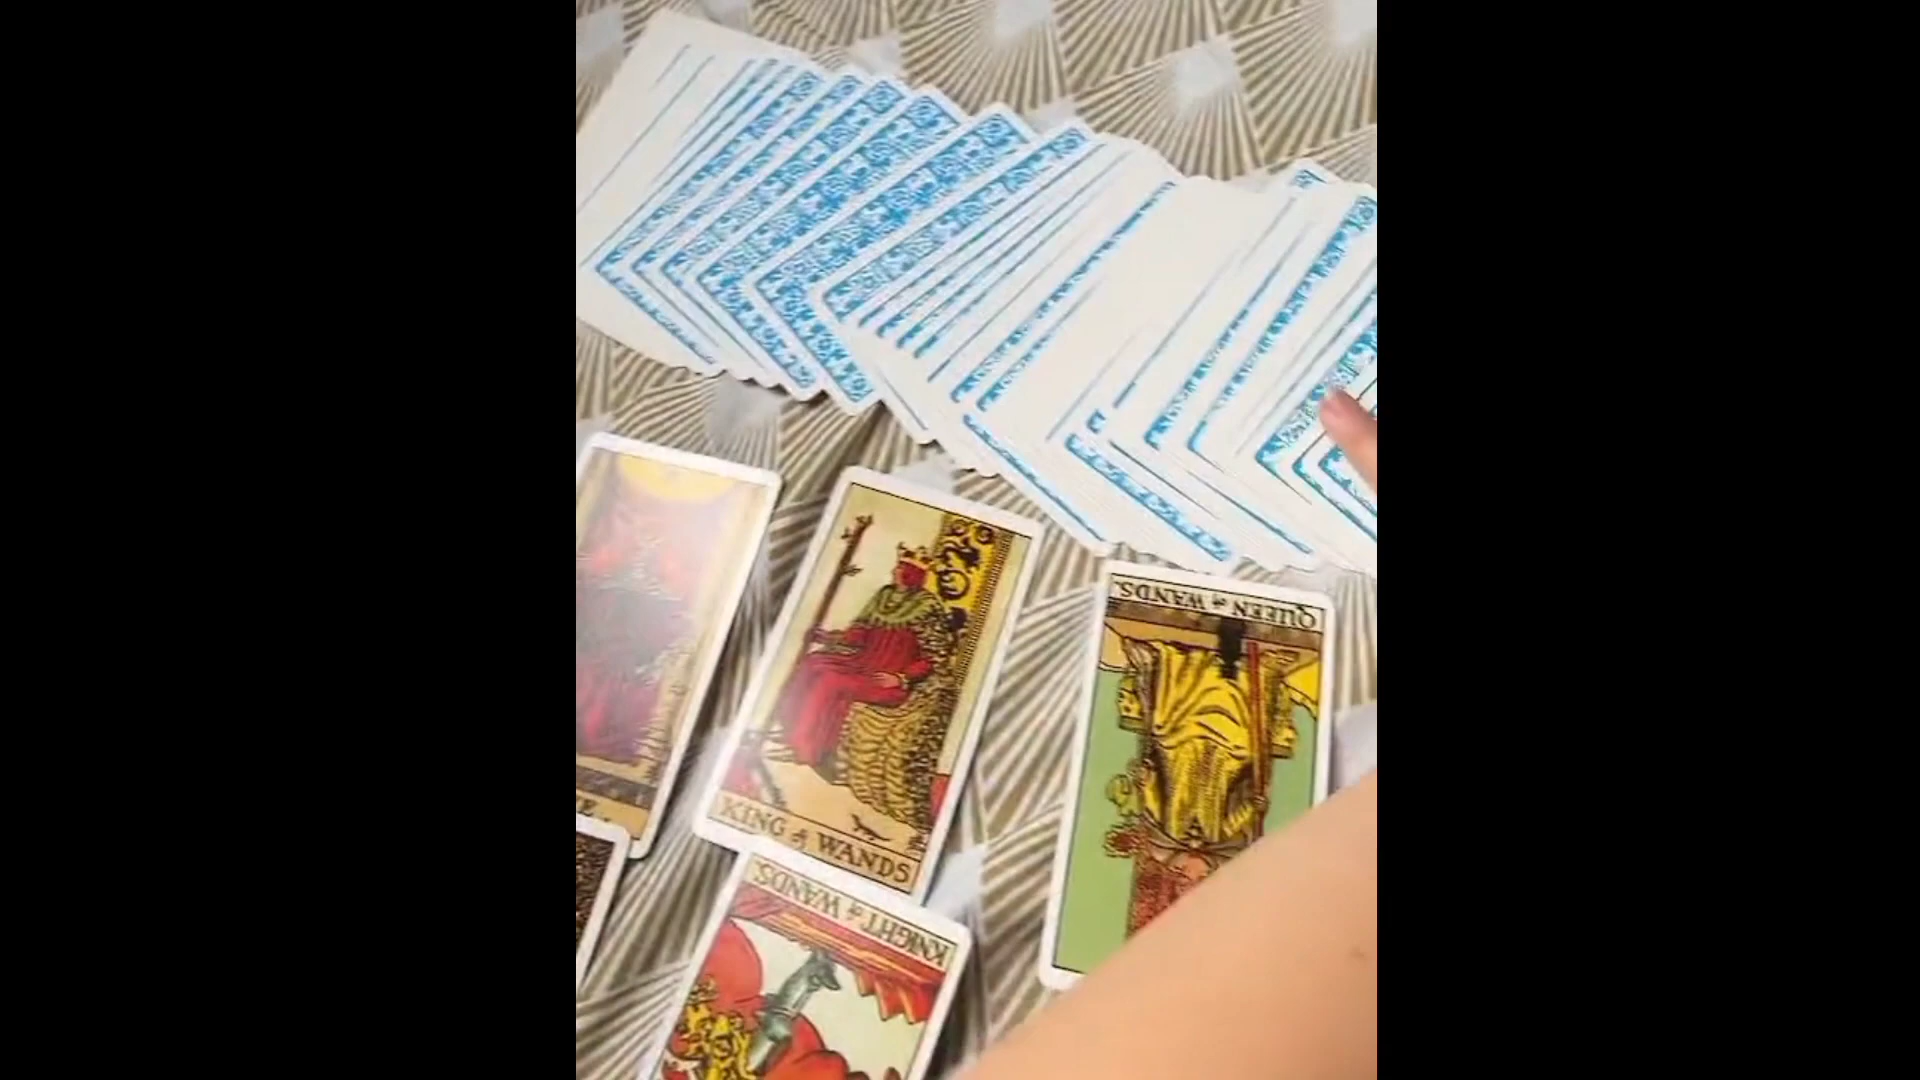 QUEEN of WANDS.
KING of WANDS
KNIGHT of WANDS.